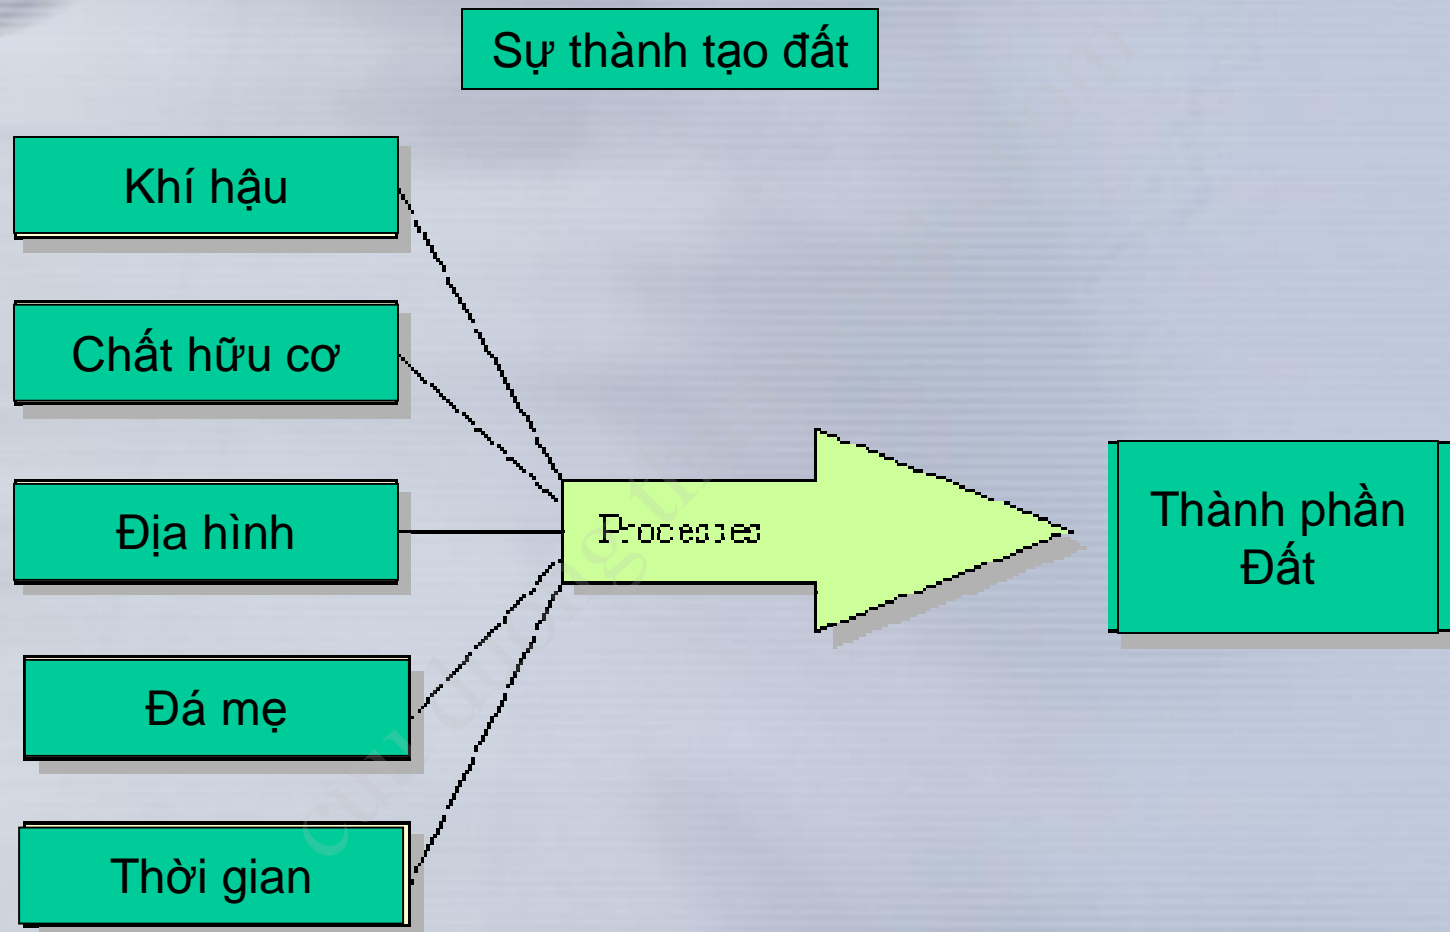 Sự thành tạo đất
Khí hậu
Chất hữu cơ
Địa hình
Processes
Thành phần
Đất
Đá mẹ
Thời gian